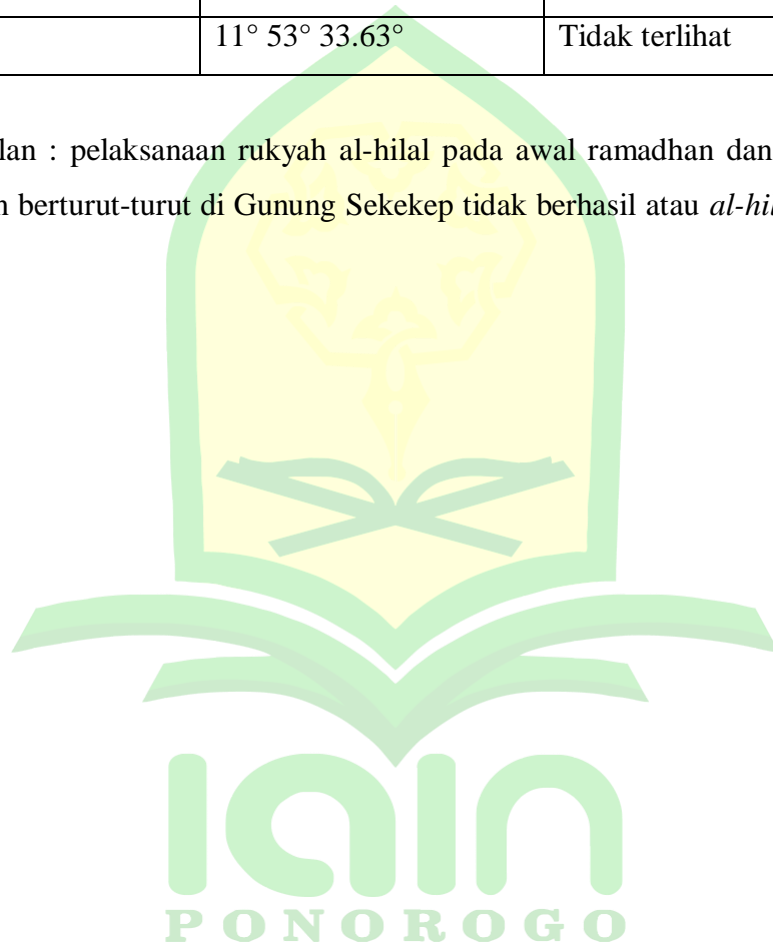 11° 53° 33.63° Tidak terlihat
lan : pelaksanaan rukyah al-hilal pada awal ramadhan dan
berturut-turut di Gunung Sekekep tidak berhasil atau al-hil
iain
PONOROGO